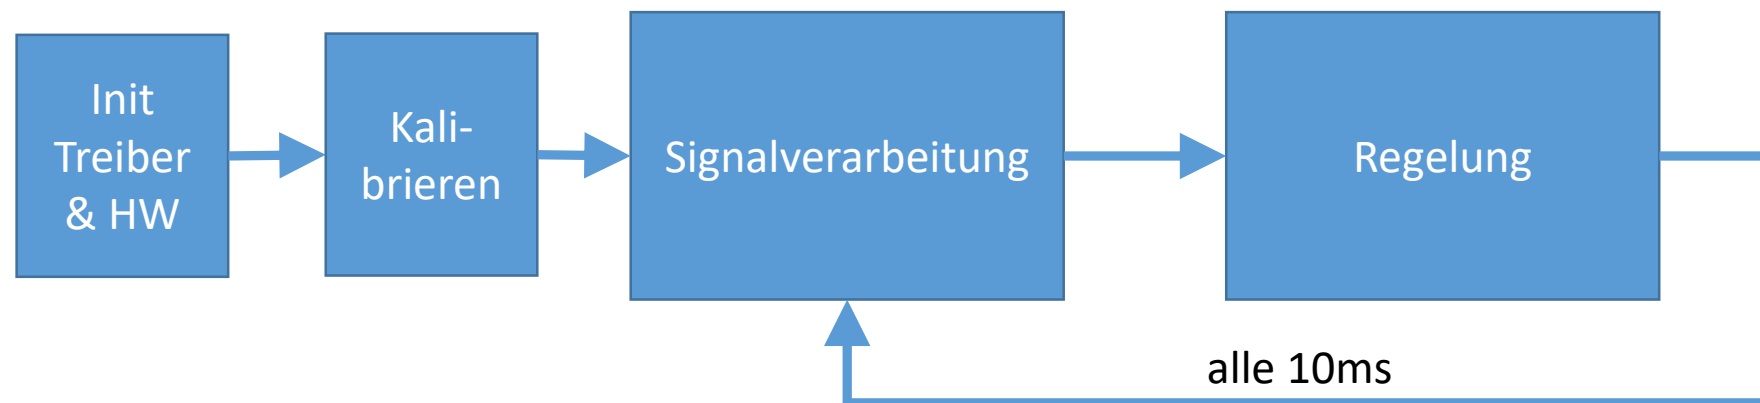 Init
Treiber
& HW
Kali-
brieren
Signalverarbeitung
Regelung
alle 10ms